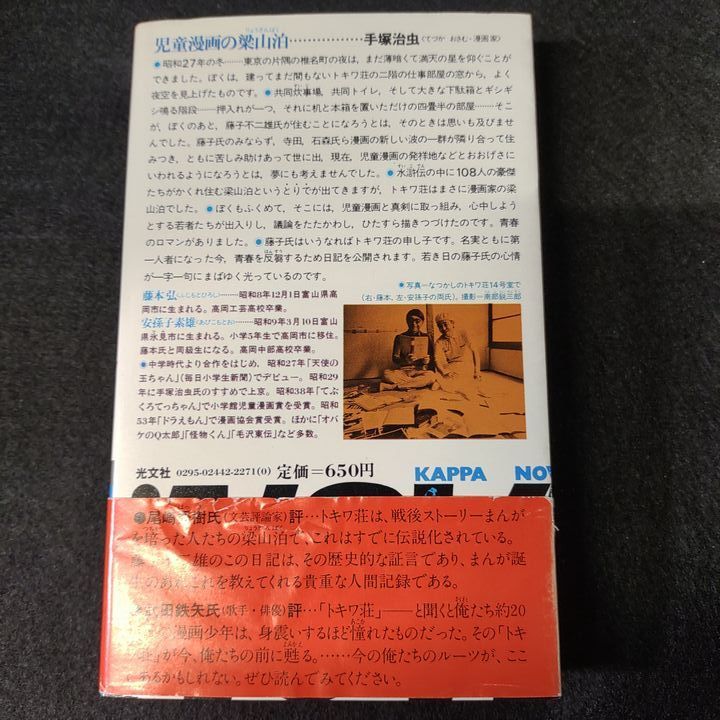 児童漫画の梁山泊……………手塚治虫(てづか おさむ・漫画家)
りょうざんぱく
●昭和27年の冬……東京の片隅の椎名町の夜は、まだ薄暗くて満天の星を仰ぐことが
できました。ぼくは、建ってまだ間もないトキワ荘の二階の仕事部屋の窓から、よく
夜空を見上げたものです。●共同炊事場、共同トイレ、そして大きな下駄箱とギシギ
シ鳴る階段……押入れが一つ、それに机と本箱を置いただけの四畳半の部屋……そこ
が、ぼくのあと、藤子不二雄氏が住むことになろうとは、そのときは思いも及びま
せんでした。藤子氏のみならず、寺田、石森氏ら漫画の新しい波の一群が隣り合って住
みつき、ともに苦しみ助けあって世に出、現在、児童漫画の発祥地などとおおげさに
いわれるようになろうとは、夢にも考えませんでした。●水滸伝の中に108人の豪傑
たちがかくれ住む梁山泊というとりでが出てきますが、トキワ荘はまさに漫画家の梁
山泊でした。●ぼくもふくめて、そこには、児童漫画と真剣に取っ組み、心中しよう
とする若者たちが出入りし、議論をたたかわし、ひたすら描きつづけたのです。青春
のロマンがありました。●藤子氏はいうならばトキワ荘の申し子です。名実ともに第
一人者になった今、青春を反芻するため日記を公開されます。若き日の藤子氏の心情
が一字一句にまばゆく光っているのです。
藤本弘(ふじもとひろし)………昭和8年12月1日富山県高
岡市に生まれる。高岡工芸高校卒業。
安孫子素雄(あびこもとお)………昭和9年3月10日富山
県氷見市に生まれる。小学5年生で高岡市に移住。
藤本氏と同級生になる。高岡中部高校卒業。
●中学時代より合作をはじめ、昭和27年「天使の
玉ちゃん」(毎日小学生新聞)でデビュー。昭和29
年に手塚治虫氏のすすめで上京。昭和38年「てぶ
くろてっちゃん」で小学館児童漫画賞を受賞。昭和
53年「ドラえもん」で漫画協会賞受賞。ほかに「オバ
ケのQ太郎」「怪物くん」「毛沢東伝」など多数。
●写真―なつかしのトキワ荘14号室で
(右・藤本、左・安孫子の両氏)。撮影=南部鋭三郎
光文社 0295-02442-2271(0) 定価=650円
KAPPA NO
尾崎秀樹氏(文芸評論家)評…トキワ荘は、戦後ストーリーまんが
を培った人たちの梁山泊で、これはすでに伝説化されている。
二雄のこの日記は、その歴史的な証言であり、まんが誕
生のあれこれを教えてくれる貴重な人間記録である。
武田鉄矢氏(歌手・俳優)評…「トキワ荘」――と聞くと俺たち約20
漫画少年は、身震いするほど憧れたものだった。その「トキ
荘」が今、俺たちの前に甦る。……今の俺たちのルーツが、ここ
にあるかもしれない。ぜひ読んでみてください。